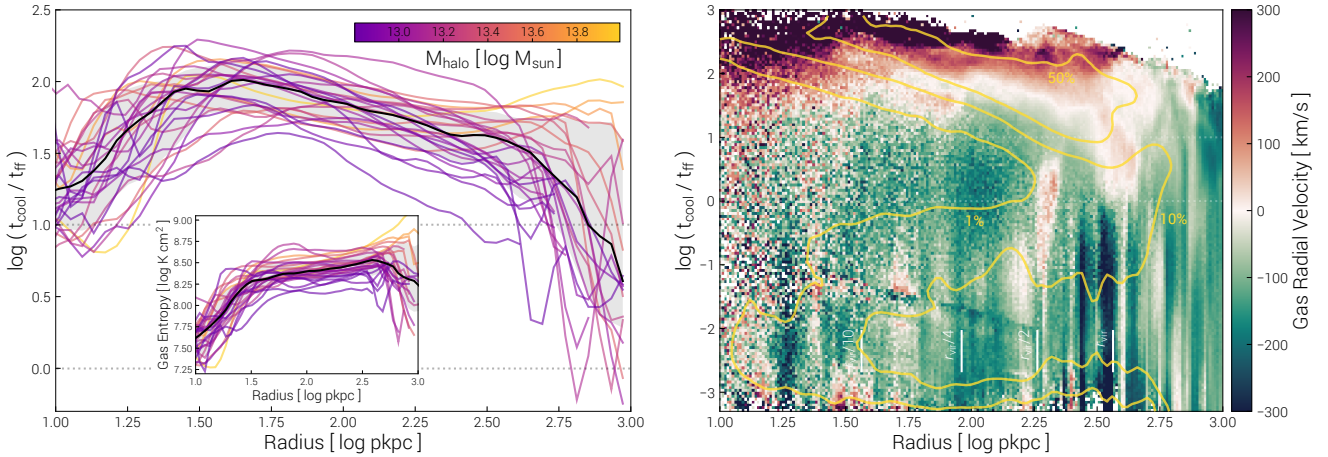 2.5
2.0
1.5
1.0
0.5
0.0
log ( t_cool / t_ff )
13.0 13.2 13.4 13.6 13.8
M_halo [ log M_sun ]
9.00
8.75
8.50
8.25
8.00
7.75
7.50
7.25
Gas Entropy [ log K cm² ]
1.0 1.5 2.0 2.5 3.0
Radius [ log pkpc ]
1.00 1.25 1.50 1.75 2.00 2.25 2.50 2.75 3.00
Radius [ log pkpc ]
3
2
1
0
−1
−2
−3
log ( t_cool / t_ff )
50%
1%
10%
r_vir/10
r_vir/4
r_vir/2
r_vir
1.00 1.25 1.50 1.75 2.00 2.25 2.50 2.75 3.00
Radius [ log pkpc ]
300
200
100
0
−100
−200
−300
Gas Radial Velocity [ km/s ]